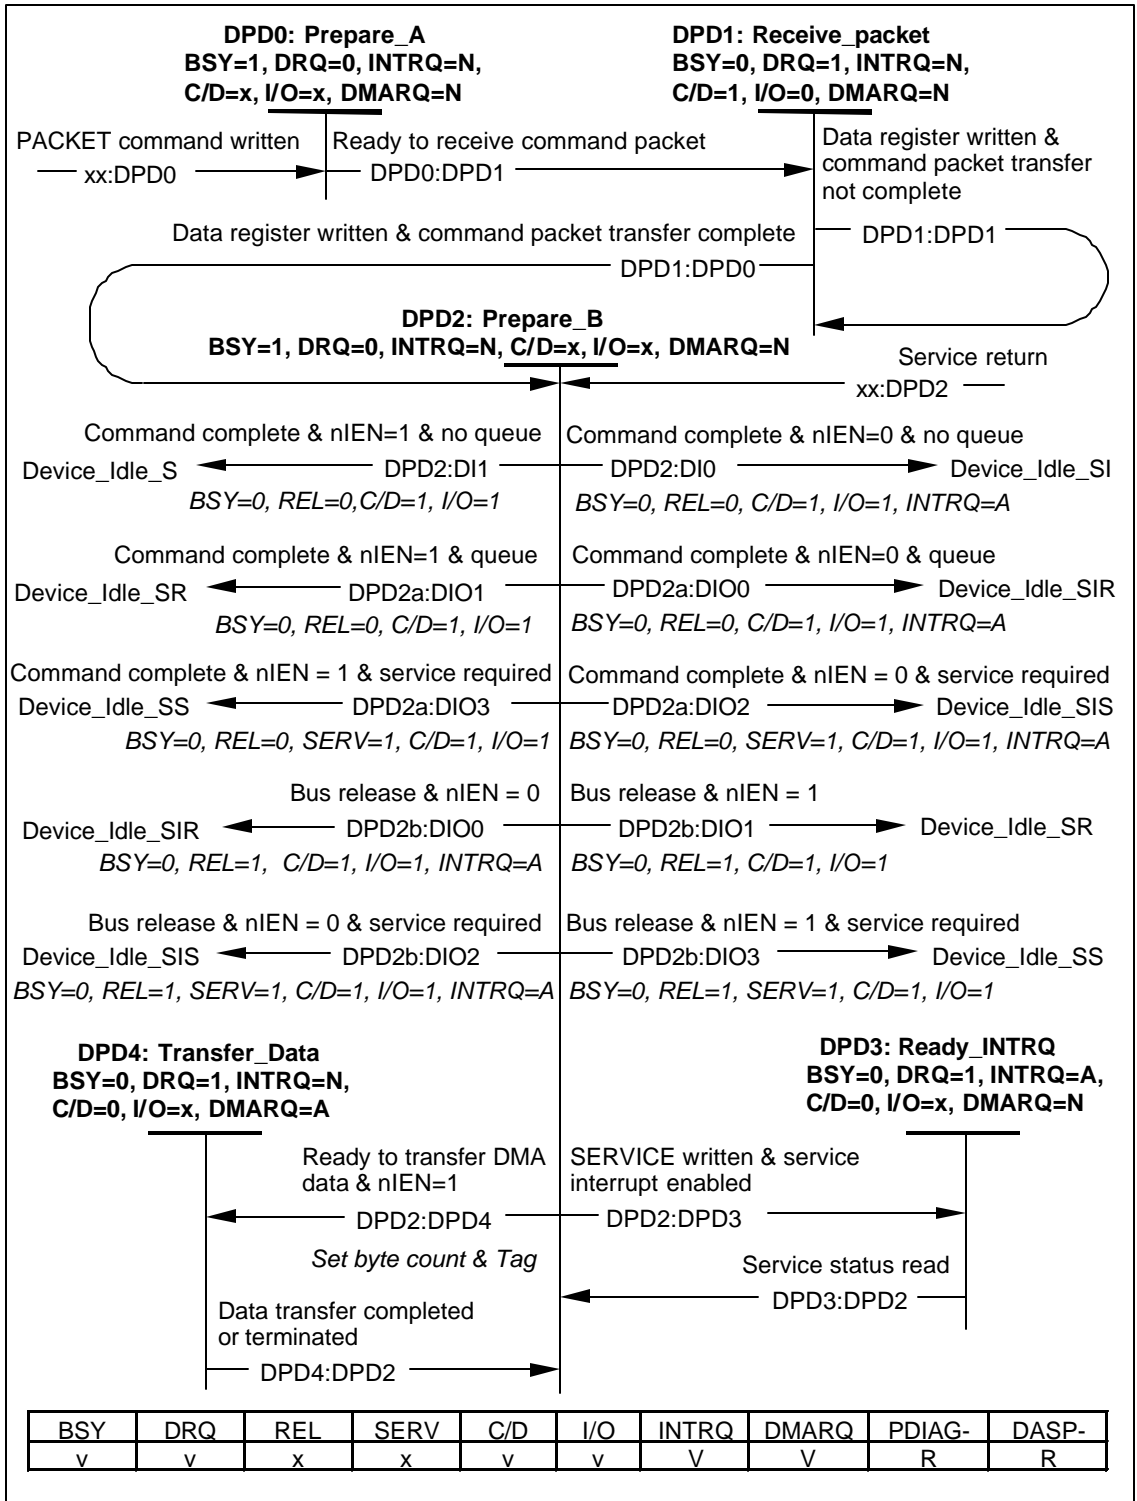 DPD0: Prepare_A
BSY=1, DRQ=0, INTRQ=N,
C/D=x, I/O=x, DMARQ=N
DPD1: Receive_packet
BSY=0, DRQ=1, INTRQ=N,
C/D=1, I/O=0, DMARQ=N
PACKET command written
xx:DPD0
Ready to receive command packet
DPD0:DPD1
Data register written &
command packet transfer
not complete
DPD1:DPD1
Data register written & command packet transfer complete
DPD1:DPD0
DPD2: Prepare_B
BSY=1, DRQ=0, INTRQ=N, C/D=x, I/O=x, DMARQ=N
Service return
xx:DPD2
Command complete & nIEN=1 & no queue
Device_Idle_S
DPD2:DI1
BSY=0, REL=0,C/D=1, I/O=1
Command complete & nIEN=0 & no queue
DPD2:DI0
Device_Idle_SI
BSY=0, REL=0, C/D=1, I/O=1, INTRQ=A
Command complete & nIEN=1 & queue
Device_Idle_SR
DPD2a:DIO1
BSY=0, REL=0, C/D=1, I/O=1
Command complete & nIEN=0 & queue
DPD2a:DIO0
Device_Idle_SIR
BSY=0, REL=0, C/D=1, I/O=1, INTRQ=A
Command complete & nIEN = 1 & service required
Device_Idle_SS
DPD2a:DIO3
BSY=0, REL=0, SERV=1, C/D=1, I/O=1
Command complete & nIEN = 0 & service required
DPD2a:DIO2
Device_Idle_SIS
BSY=0, REL=0, SERV=1, C/D=1, I/O=1, INTRQ=A
Bus release & nIEN = 0
Device_Idle_SIR
DPD2b:DIO0
BSY=0, REL=1, C/D=1, I/O=1, INTRQ=A
Bus release & nIEN = 1
DPD2b:DIO1
Device_Idle_SR
BSY=0, REL=1, C/D=1, I/O=1
Bus release & nIEN = 0 & service required
Device_Idle_SIS
DPD2b:DIO2
BSY=0, REL=1, SERV=1, C/D=1, I/O=1, INTRQ=A
Bus release & nIEN = 1 & service required
DPD2b:DIO3
Device_Idle_SS
BSY=0, REL=1, SERV=1, C/D=1, I/O=1
DPD4: Transfer_Data
BSY=0, DRQ=1, INTRQ=N,
C/D=0, I/O=x, DMARQ=A
DPD3: Ready_INTRQ
BSY=0, DRQ=1, INTRQ=A,
C/D=0, I/O=x, DMARQ=N
Ready to transfer DMA
data & nIEN=1
DPD2:DPD4
Set byte count & Tag
SERVICE written & service
interrupt enabled
DPD2:DPD3
Service status read
DPD3:DPD2
Data transfer completed
or terminated
DPD4:DPD2
BSY DRQ REL SERV C/D I/O INTRQ DMARQ PDIAG- DASP-
v v x x v v V V R R